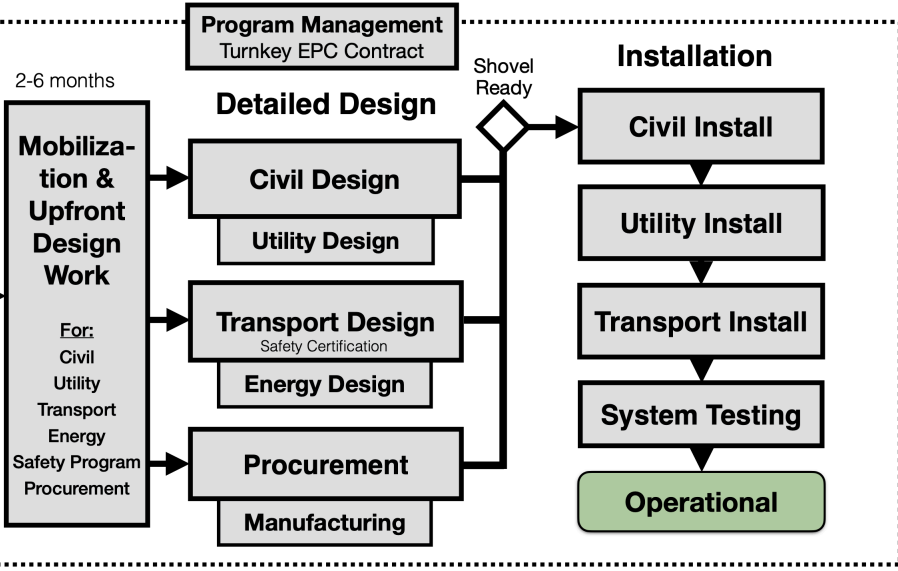 Program Management
Turnkey EPC Contract
2-6 months
Mobiliza-
tion &
Upfront
Design
Work
For:
Civil
Utility
Transport
Energy
Safety Program
Procurement
Detailed Design
Civil Design
Utility Design
Transport Design
Safety Certification
Energy Design
Procurement
Manufacturing
Shovel
Ready
Installation
Civil Install
Utility Install
Transport Install
System Testing
Operational